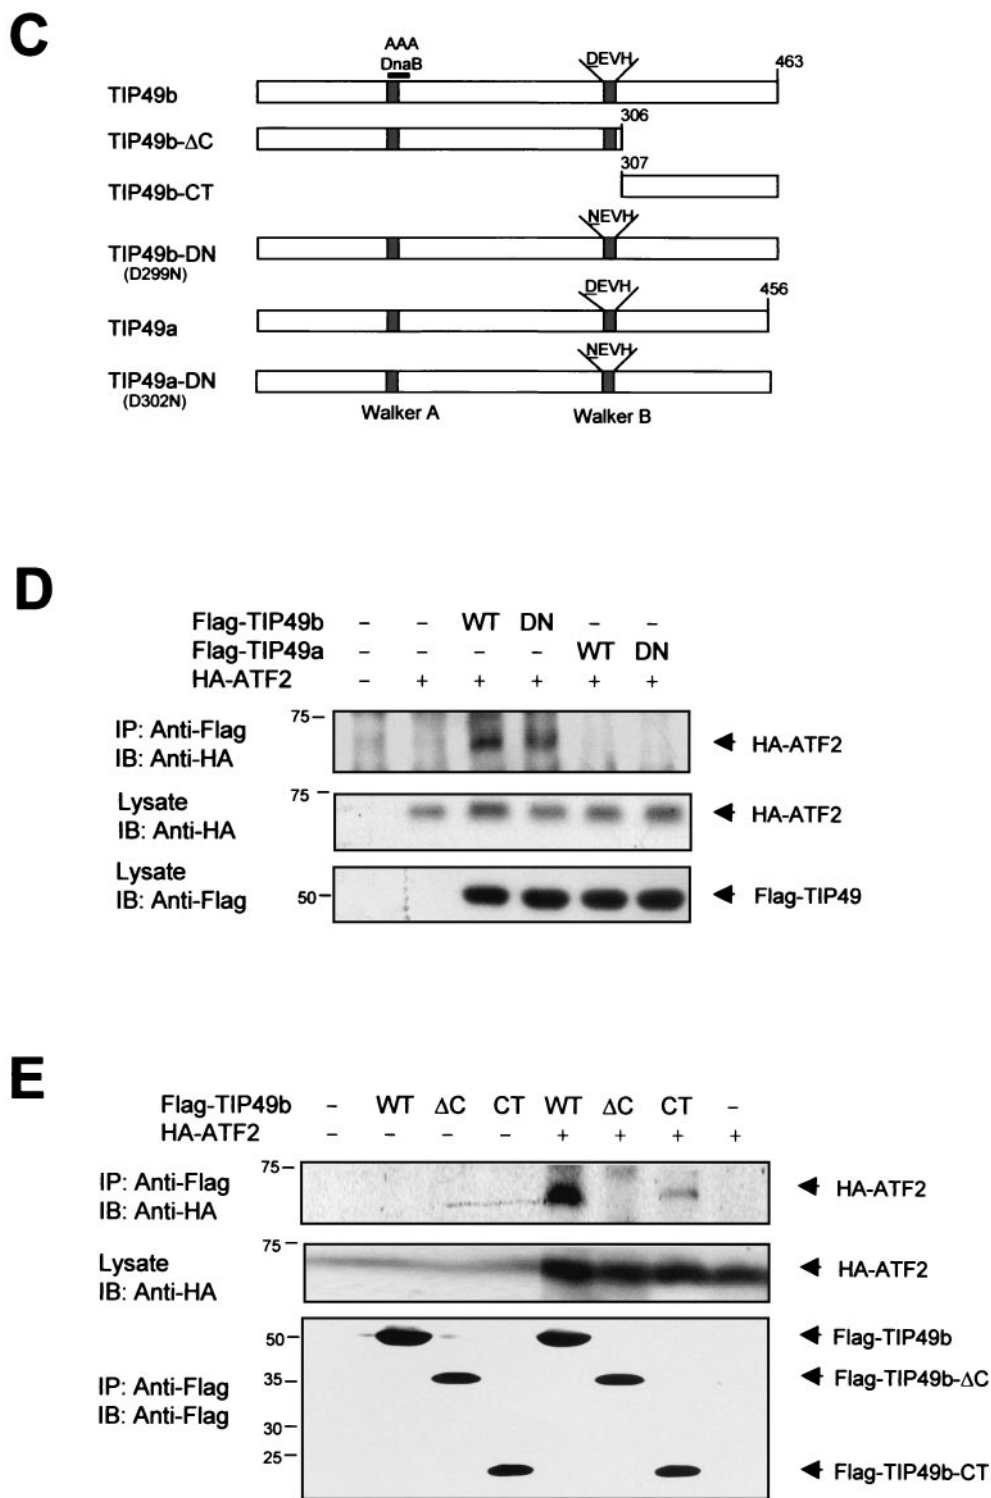 C
AAA
DnaB
DEVH
463
TIP49b
306
TIP49b-ΔC
307
TIP49b-CT
NEVH
TIP49b-DN
(D299N)
DEVH
456
TIP49a
NEVH
TIP49a-DN
(D302N)
Walker A
Walker B
D
Flag-TIP49b – – WT DN – –
Flag-TIP49a – – – – WT DN
HA-ATF2 – + + + + +
75
IP: Anti-Flag
IB: Anti-HA
HA-ATF2
75
Lysate
IB: Anti-HA
HA-ATF2
Lysate
IB: Anti-Flag
50
Flag-TIP49
E
Flag-TIP49b – WT ΔC CT WT ΔC CT –
HA-ATF2 – – – – + + + +
75
IP: Anti-Flag
IB: Anti-HA
HA-ATF2
75
Lysate
IB: Anti-HA
HA-ATF2
50
Flag-TIP49b
35
Flag-TIP49b-ΔC
IP: Anti-Flag
IB: Anti-Flag
30
25
Flag-TIP49b-CT